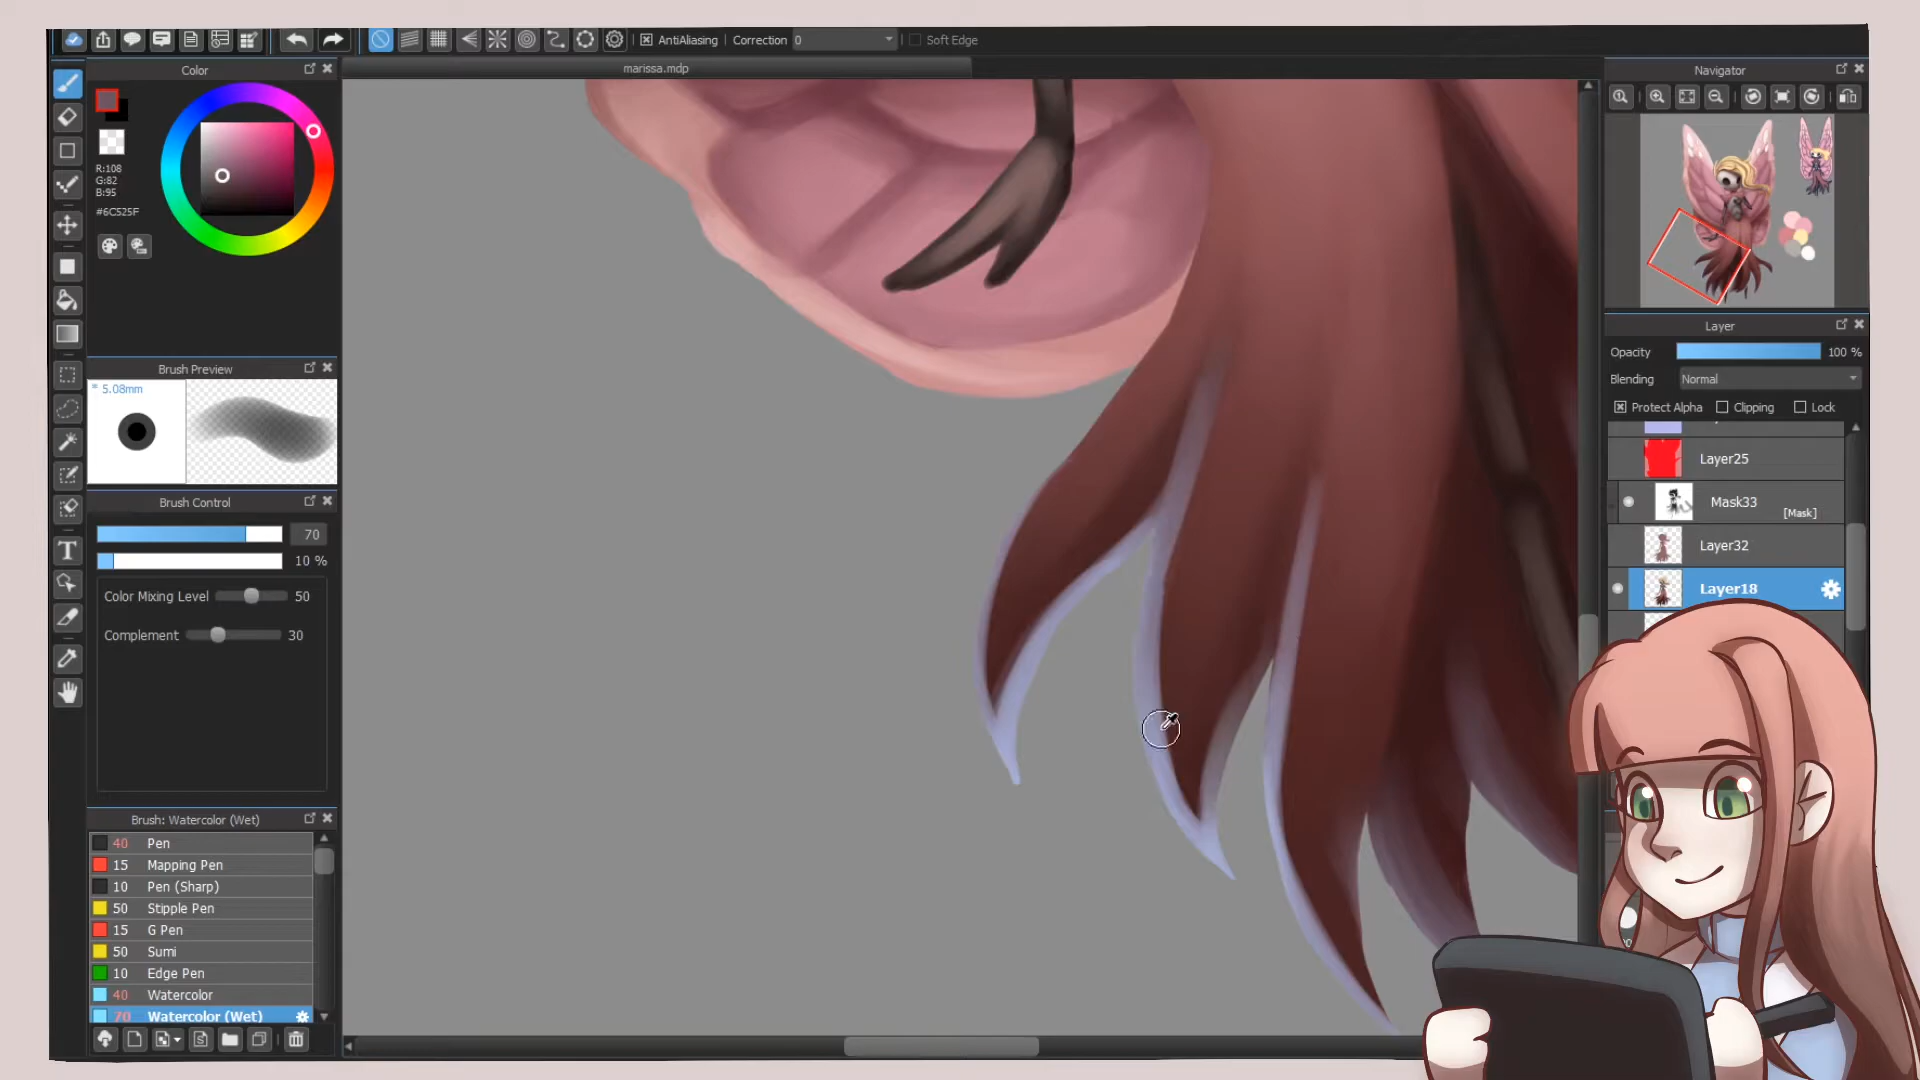 AntiAliasing Correction 0 Soft Edge
Color
marissa.mdp
Navigator
R:108
G:82
B:95
#6C525F
Layer
Opacity 100 %
Blending Normal
Protect Alpha Clipping Lock
Brush Preview
* 5.08mm
Layer25
Brush Control
Mask33
[Mask]
70
10 %
Layer32
Color Mixing Level 50
Layer18
Complement 30
Brush: Watercolor (Wet)
40 Pen
15 Mapping Pen
10 Pen (Sharp)
50 Stipple Pen
15 G Pen
50 Sumi
10 Edge Pen
40 Watercolor
70 Watercolor (Wet)